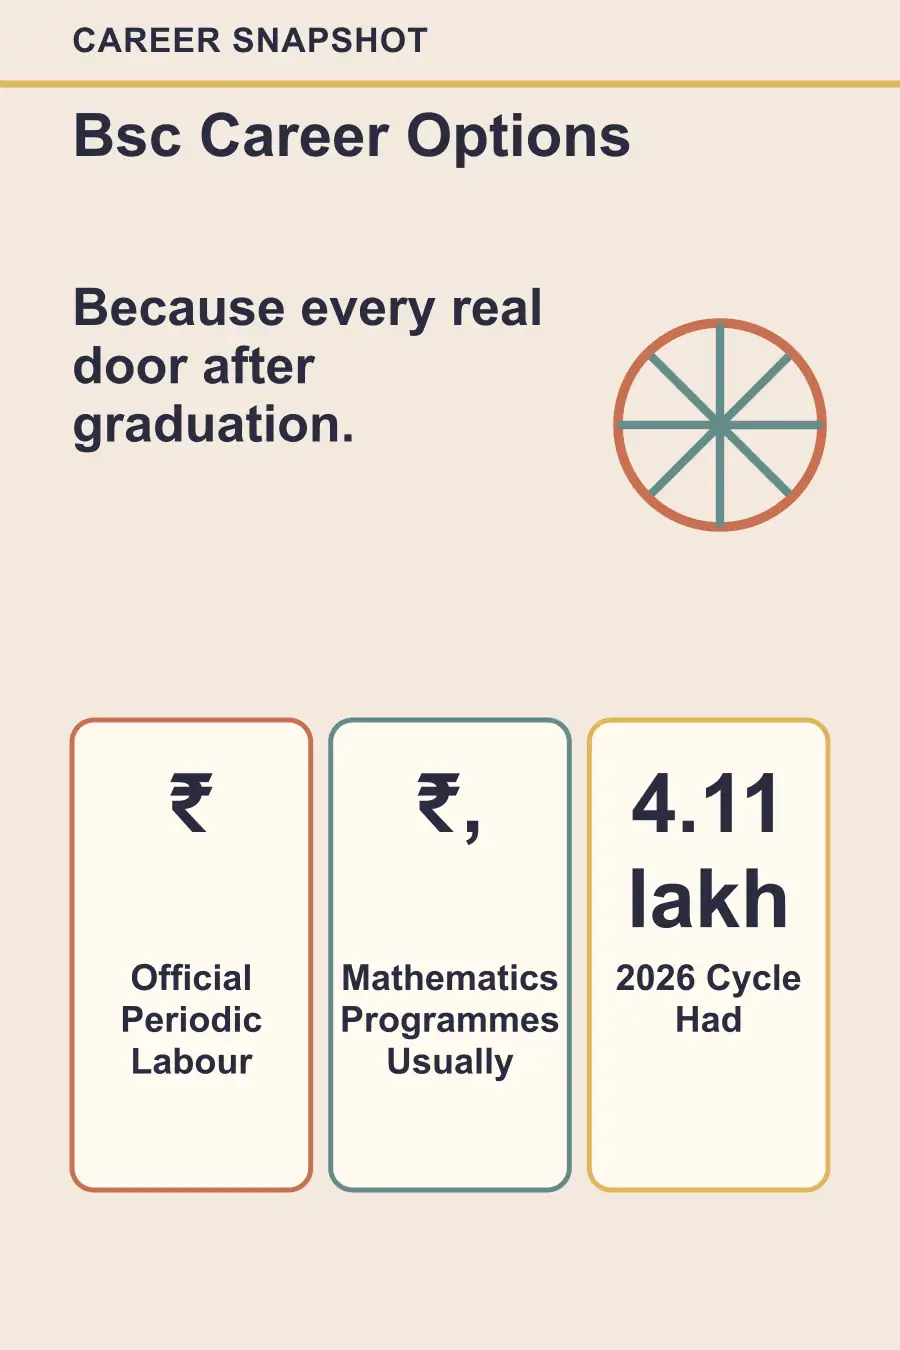 CAREER SNAPSHOT
Bsc Career Options
Because every real
door after
graduation.
₹
Official
Periodic
Labour
₹,
Mathematics
Programmes
Usually
4.11
lakh
2026 Cycle
Had